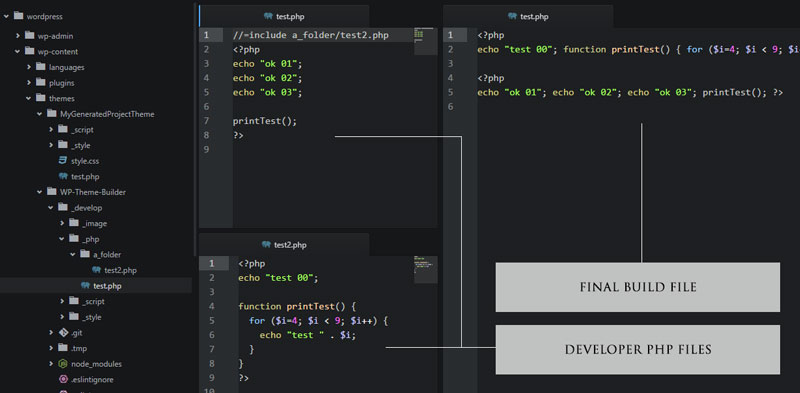 wordpress
wp-admin
wp-content
languages
plugins
themes
MyGeneratedProjectTheme
_script
_style
style.css
test.php
WP-Theme-Builder
_develop
_image
_php
a_folder
test2.php
test.php
_script
_style
.git
.tmp
node_modules
.eslintignore
test.php
1 //=include a_folder/test2.php
2 <?php
3 echo "ok 01";
4 echo "ok 02";
5 echo "ok 03";
6
7 printTest();
8 ?>
9
test2.php
1 <?php
2 echo "test 00";
3
4 function printTest() {
5 for ($i=4; $i < 9; $i++) {
6 echo "test " . $i;
7 }
8 }
9 ?>
10
test.php
1 <?php
2 echo "test 00"; function printTest() { for ($i=4; $i < 9; $i
3
4 <?php
5 echo "ok 01"; echo "ok 02"; echo "ok 03"; printTest(); ?>
6
FINAL BUILD FILE
DEVELOPER PHP FILES